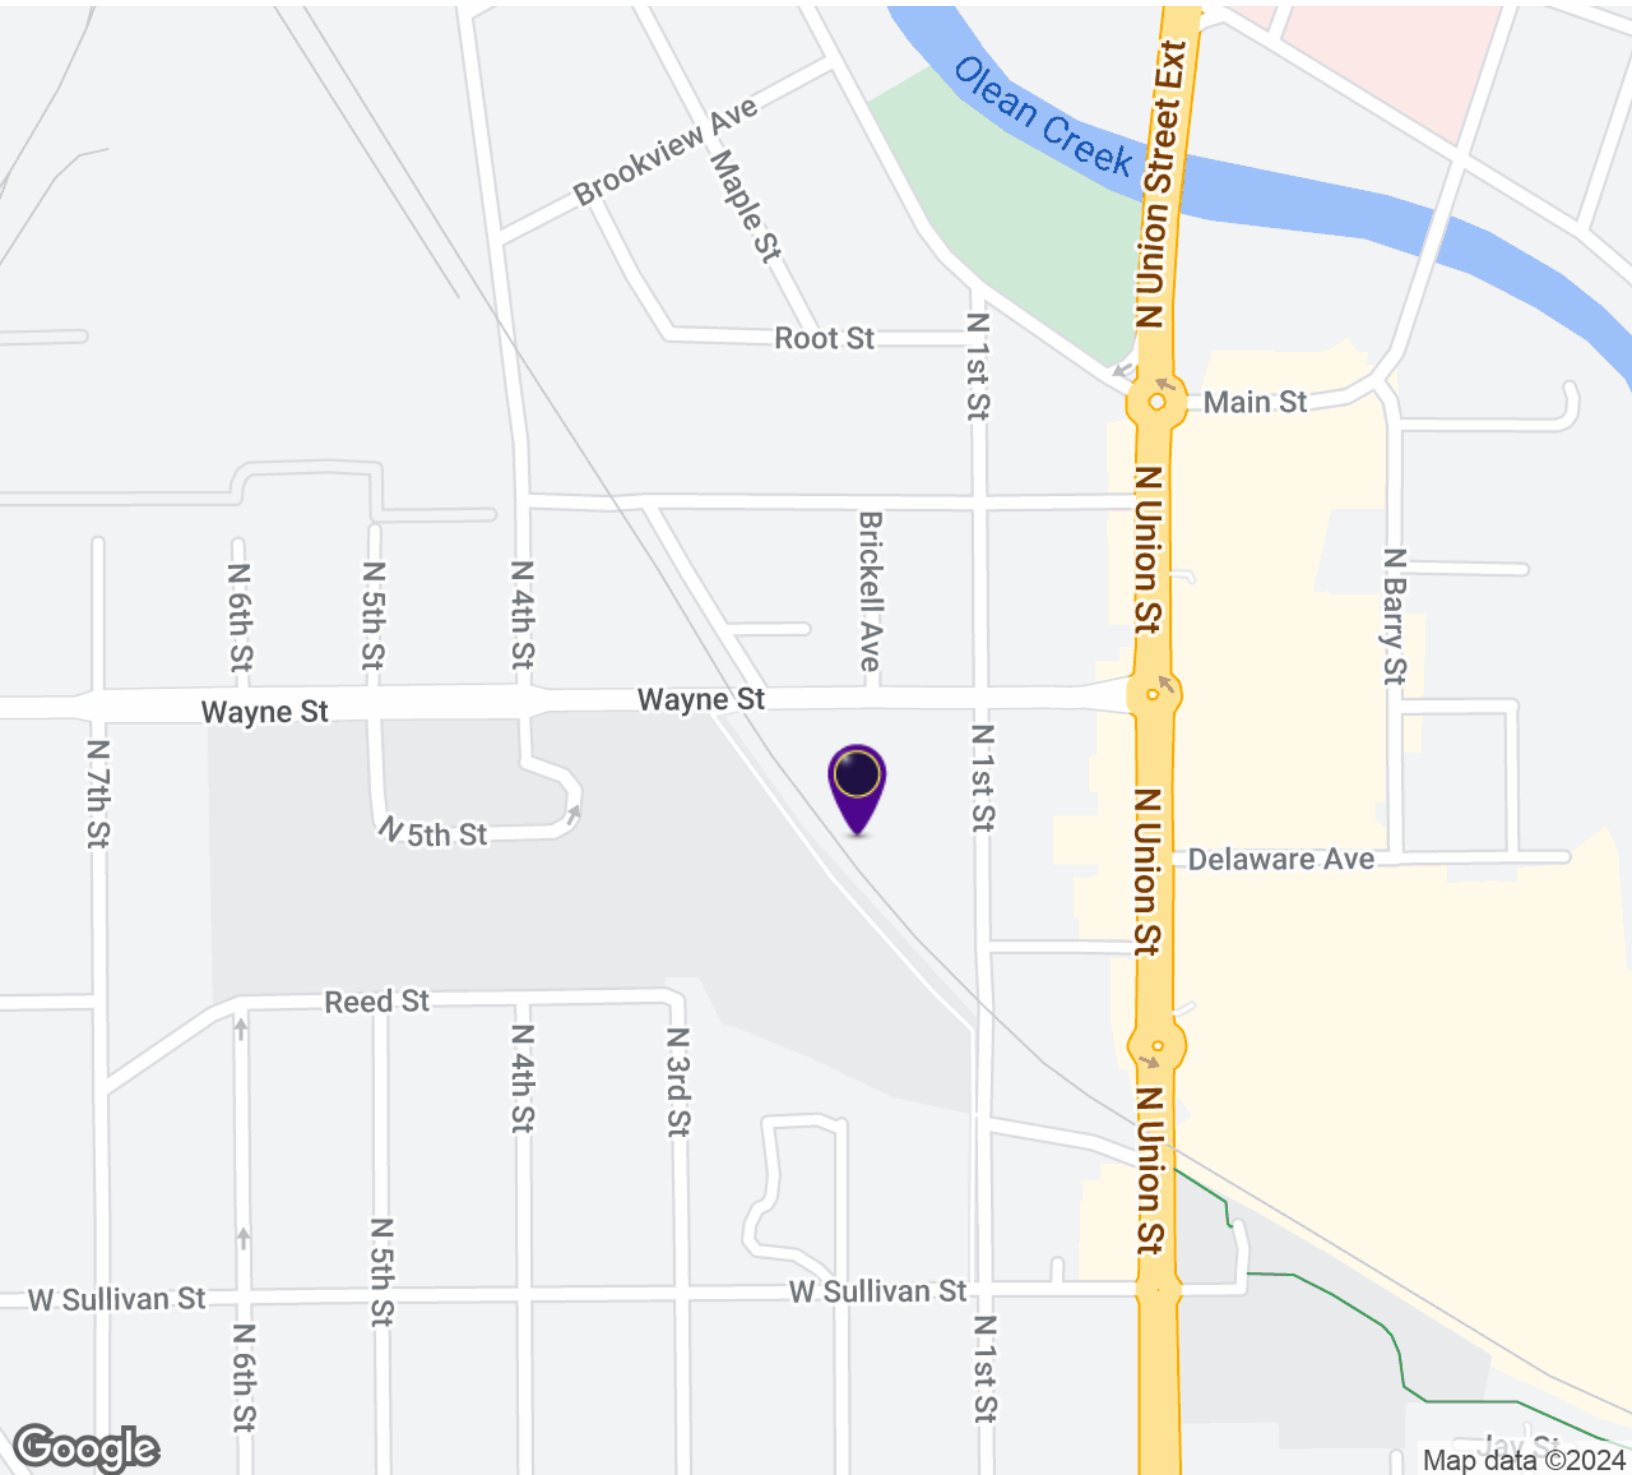 Olean Creek
N Union Street Ext
Brookview Ave
Maple St
Root St
N 1st St
Main St
N Union St
Brickell Ave
N Barry St
N 6th St
N 5th St
N 4th St
Wayne St
Wayne St
N 7th St
N 1st St
N 5th St
N Union St
Delaware Ave
Reed St
N 4th St
N 3rd St
N Union St
N 5th St
W Sullivan St
W Sullivan St
N 6th St
N 1st St
Jay St
Google
Map data ©2024